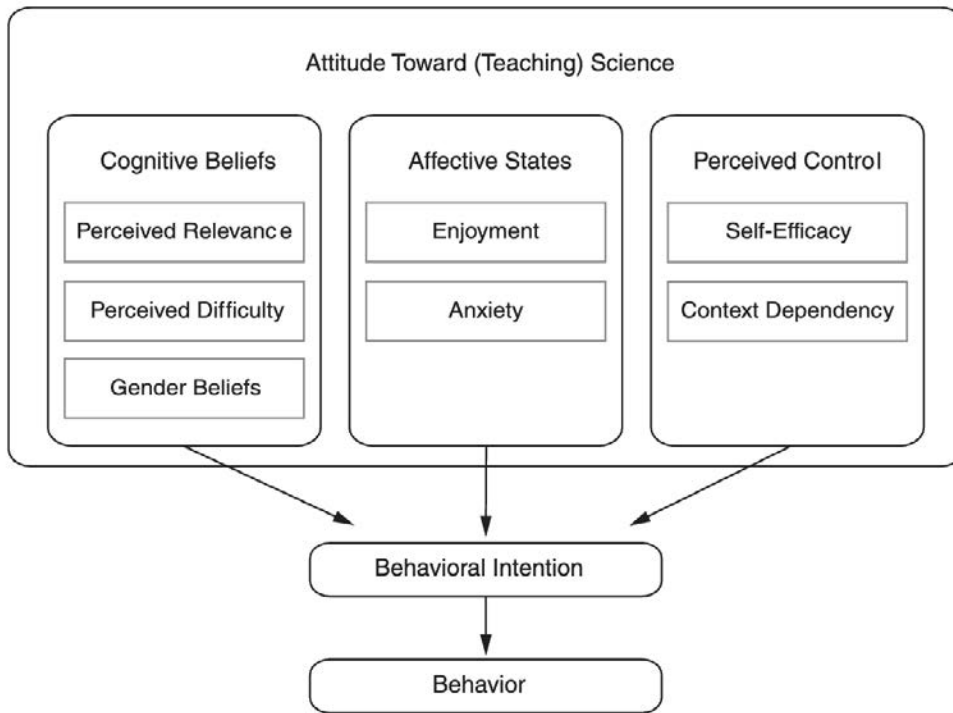 Attitude Toward (Teaching) Science
Cognitive Beliefs
Perceived Relevance
Perceived Difficulty
Gender Beliefs
Affective States
Enjoyment
Anxiety
Perceived Control
Self-Efficacy
Context Dependency
Behavioral Intention
Behavior